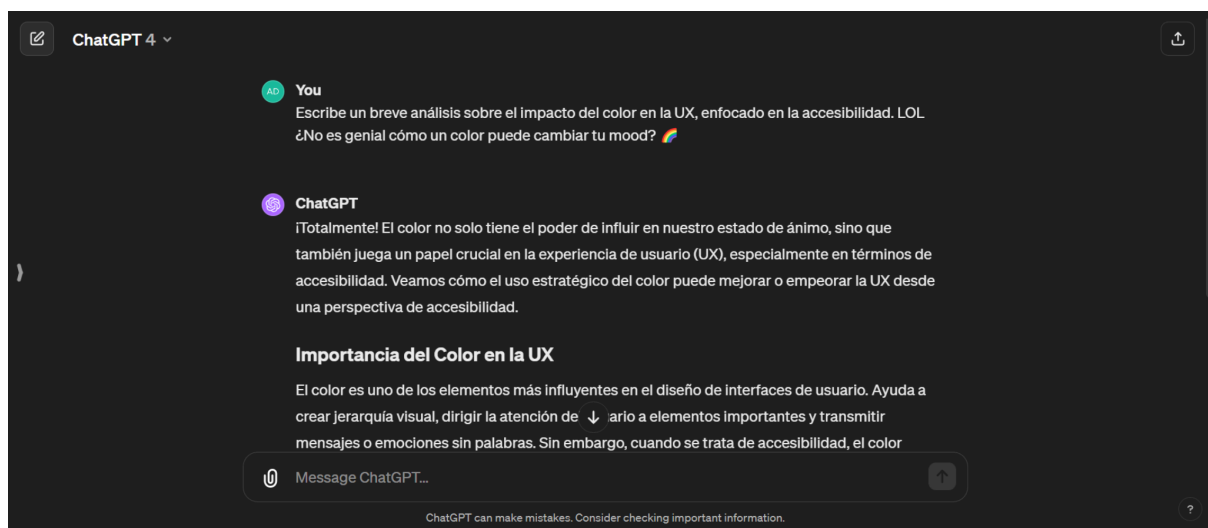 ChatGPT 4
AD
You
Escribe un breve análisis sobre el impacto del color en la UX, enfocado en la accesibilidad. LOL
¿No es genial cómo un color puede cambiar tu mood? 🌈
ChatGPT
¡Totalmente! El color no solo tiene el poder de influir en nuestro estado de ánimo, sino que
también juega un papel crucial en la experiencia de usuario (UX), especialmente en términos de
accesibilidad. Veamos cómo el uso estratégico del color puede mejorar o empeorar la UX desde
una perspectiva de accesibilidad.
Importancia del Color en la UX
El color es uno de los elementos más influyentes en el diseño de interfaces de usuario. Ayuda a
crear jerarquía visual, dirigir la atención de ario a elementos importantes y transmitir
mensajes o emociones sin palabras. Sin embargo, cuando se trata de accesibilidad, el color
Message ChatGPT...
ChatGPT can make mistakes. Consider checking important information.
?